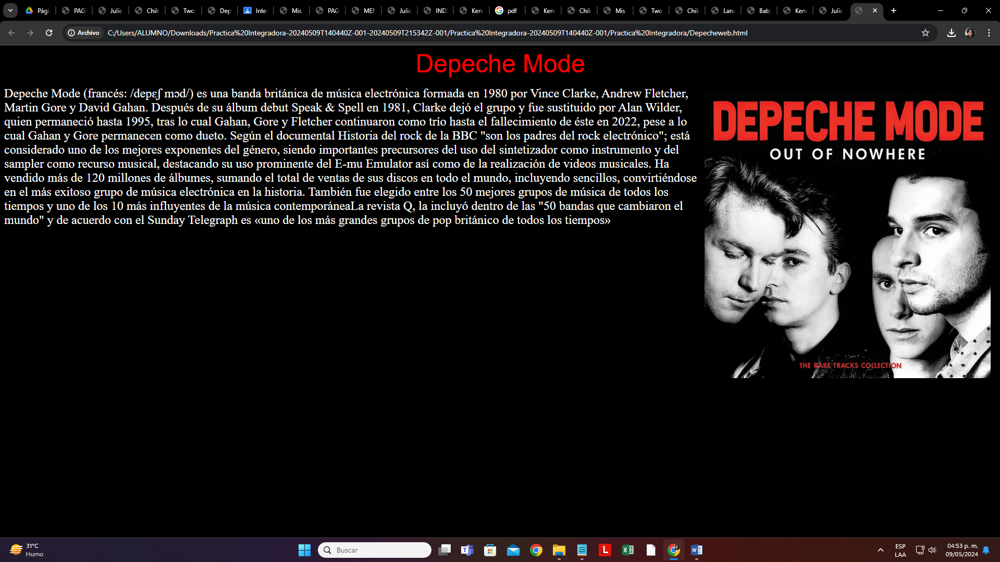 Pági
PAG
Julio
Chil
Two
Dep
Inte
Mis
PAG
MEN
Julic
INDI
Ken
pdf
Ken
Chil
Mis
Two
Chil
Lana
Bab
Ken
Julic
Archivo
C:/Users/ALUMNO/Downloads/Practica%20Integradora-20240509T140440Z-001-20240509T215342Z-001/Practica%20Integradora-20240509T140440Z-001/Practica%20Integradora/Depecheweb.html
Depeche Mode
Depeche Mode (francés: /depɛʃ mɔd/) es una banda británica de música electrónica formada en 1980 por Vince Clarke, Andrew Fletcher,
Martin Gore y David Gahan. Después de su álbum debut Speak & Spell en 1981, Clarke dejó el grupo y fue sustituido por Alan Wilder,
quien permaneció hasta 1995, tras lo cual Gahan, Gore y Fletcher continuaron como trío hasta el fallecimiento de éste en 2022, pese a lo
cual Gahan y Gore permanecen como dueto. Según el documental Historia del rock de la BBC "son los padres del rock electrónico"; está
considerado uno de los mejores exponentes del género, siendo importantes precursores del uso del sintetizador como instrumento y del
sampler como recurso musical, destacando su uso prominente del E-mu Emulator así como de la realización de videos musicales. Ha
vendido más de 120 millones de álbumes, sumando el total de ventas de sus discos en todo el mundo, incluyendo sencillos, convirtiéndose
en el más exitoso grupo de música electrónica en la historia. También fue elegido entre los 50 mejores grupos de música de todos los
tiempos y uno de los 10 más influyentes de la música contemporáneaLa revista Q, la incluyó dentro de las "50 bandas que cambiaron el
mundo" y de acuerdo con el Sunday Telegraph es «uno de los más grandes grupos de pop británico de todos los tiempos»
DEPECHE MODE
OUT OF NOWHERE
THE RARE TRACKS COLLECTION
31°C
Humo
Buscar
ESP
LAA
04:53 p. m.
09/05/2024